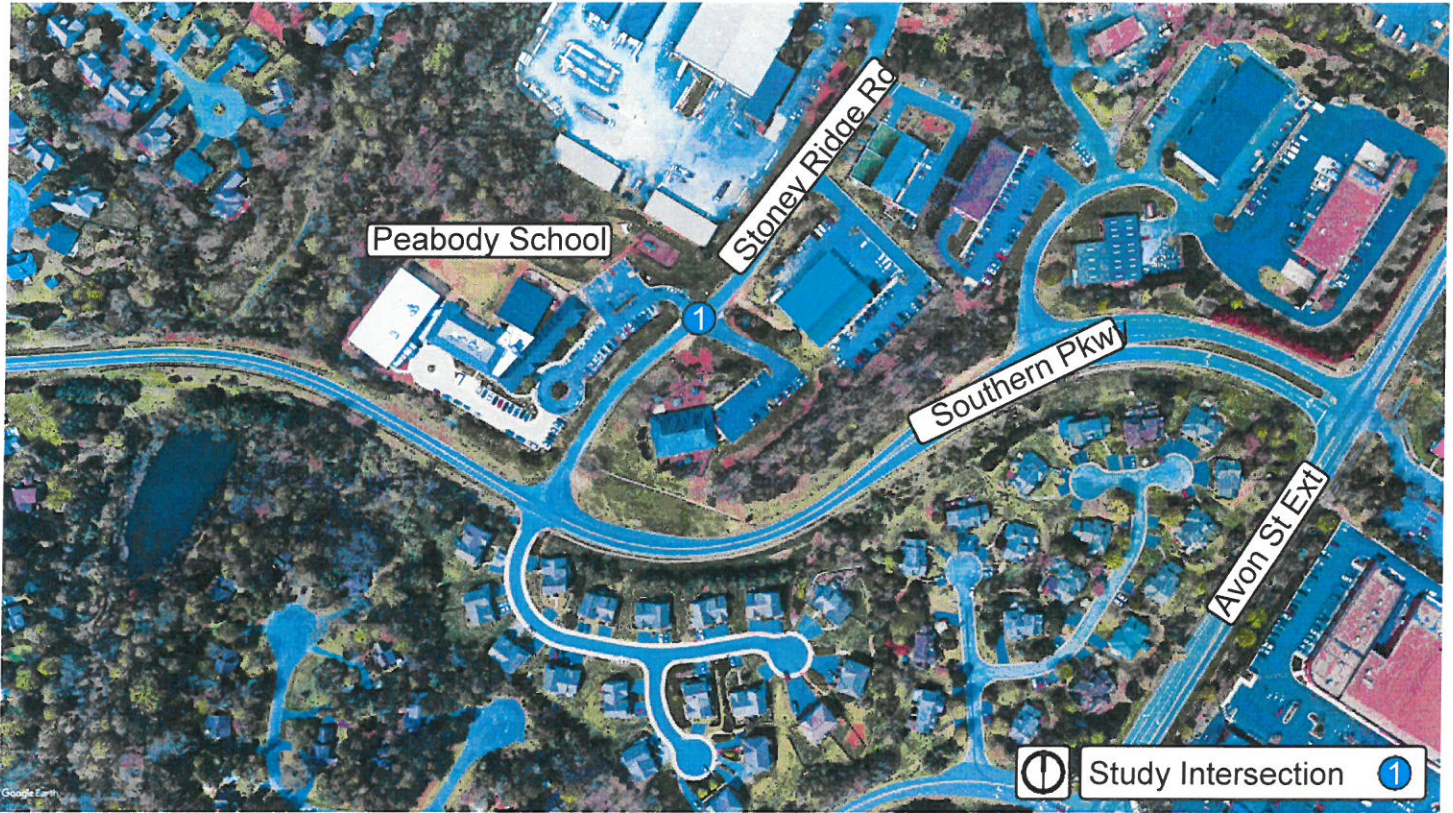 Stoney Ridge Rd
Peabody School
1
Southern Pkwy
Avon St Ext
Study Intersection 1
Google Earth